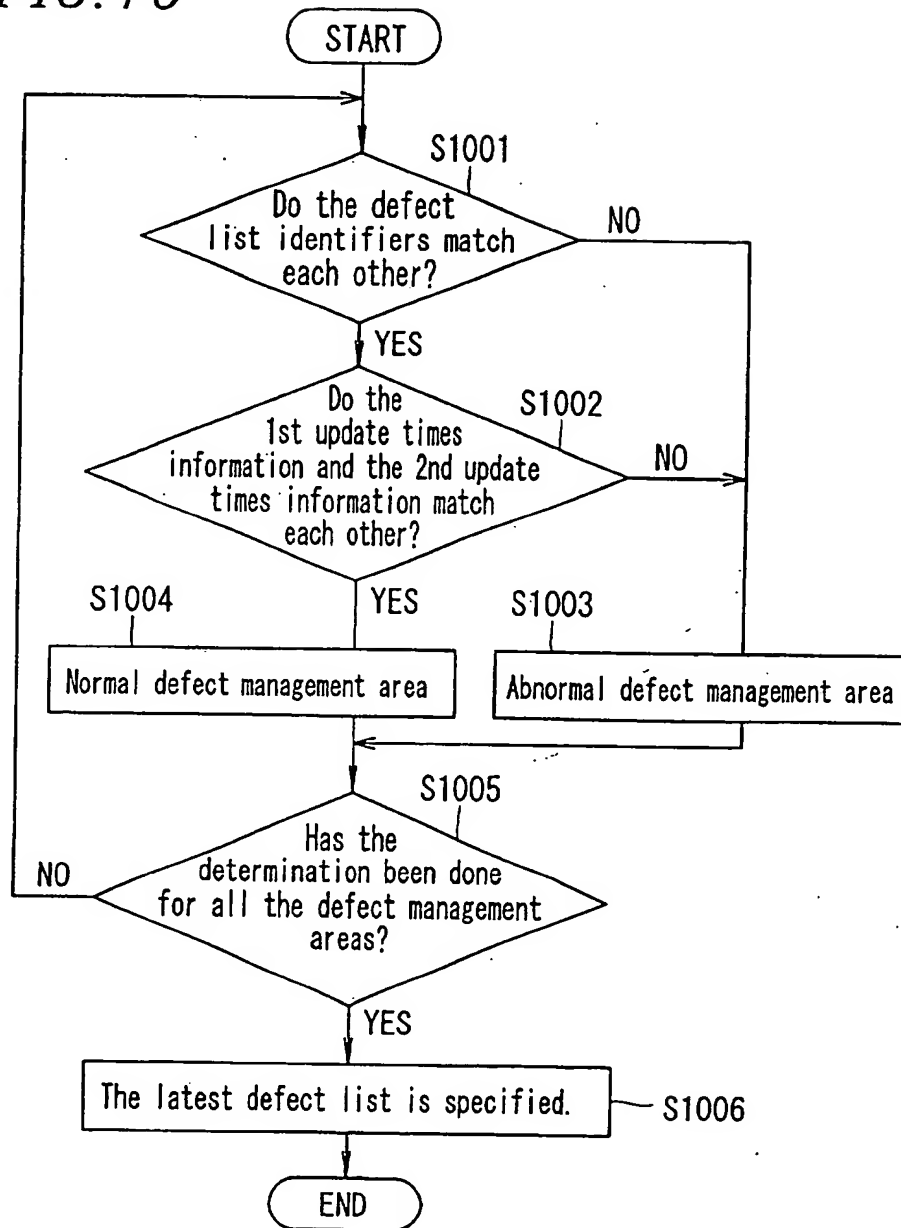 START
S1001
Do the defect
list identifiers match
each other?
NO
YES
Do the
1st update times
information and the 2nd update
times information match
each other?
S1002
NO
YES
S1004
Normal defect management area
S1003
Abnormal defect management area
S1005
Has the
determination been done
for all the defect management
areas?
NO
YES
The latest defect list is specified.
S1006
END